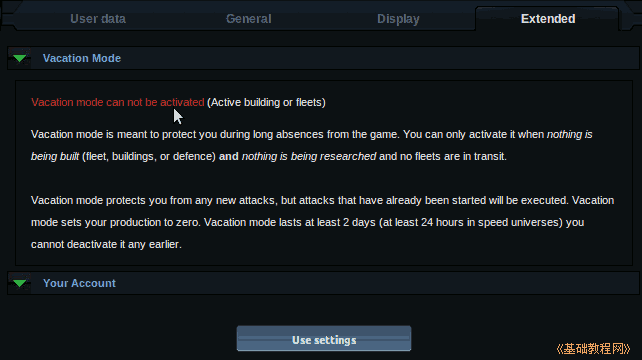 User data General Display Extended
Vacation Mode
Vacation mode can not be activated (Active building or fleets)
Vacation mode is meant to protect you during long absences from the game. You can only activate it when nothing is
being built (fleet, buildings, or defence) and nothing is being researched and no fleets are in transit.
Vacation mode protects you from any new attacks, but attacks that have already been started will be executed. Vacation
mode sets your production to zero. Vacation mode lasts at least 2 days (at least 24 hours in speed universes) you
cannot deactivate it any earlier.
Your Account
Use settings
《基础教程网》